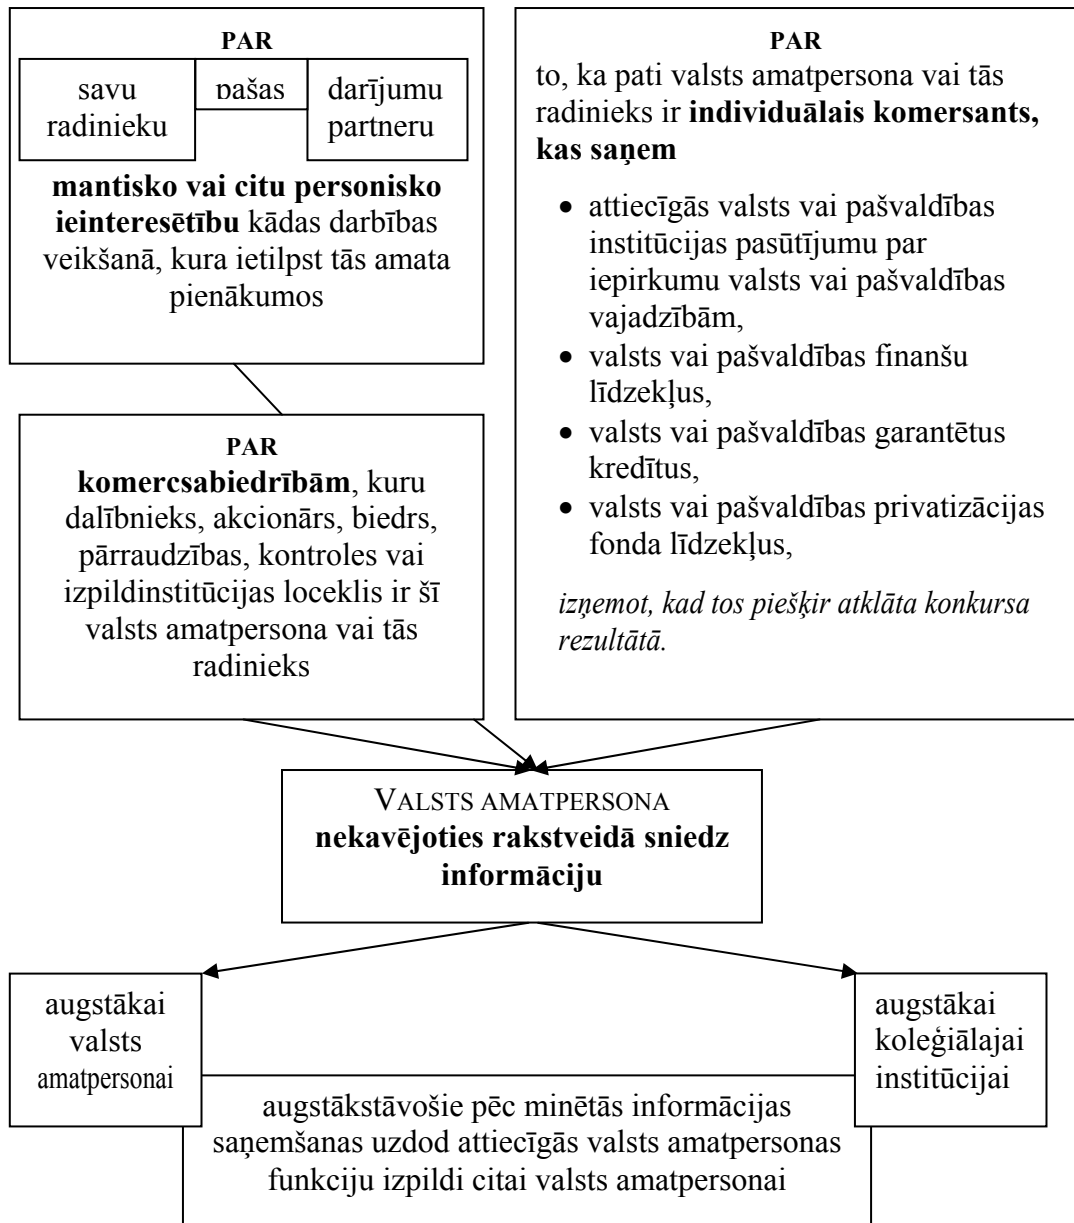 PAR
savu
radinieku
pašas
darījumu
partneru
mantisko vai citu personisko
ieinteresētību kādas darbības
veikšanā, kura ietilpst tās amata
pienākumos
PAR
komercsabiedrībām, kuru
dalībnieks, akcionārs, biedrs,
pārraudzības, kontroles vai
izpildinstitūcijas loceklis ir šī
valsts amatpersona vai tās
radinieks
PAR
to, ka pati valsts amatpersona vai tās
radinieks ir individuālais komersants,
kas saņem
• attiecīgās valsts vai pašvaldības
institūcijas pasūtījumu par
iepirkumu valsts vai pašvaldības
vajadzībām,
• valsts vai pašvaldības finanšu
līdzekļus,
• valsts vai pašvaldības garantētus
kredītus,
• valsts vai pašvaldības privatizācijas
fonda līdzekļus,
izņemot, kad tos piešķir atklāta konkursa
rezultātā.
VALSTS AMATPERSONA
nekavējoties rakstveidā sniedz
informāciju
augstākai
valsts
amatpersonai
augstākai
koleģiālajai
institūcijai
augstākstāvošie pēc minētās informācijas
saņemšanas uzdod attiecīgās valsts amatpersonas
funkciju izpildi citai valsts amatpersonai